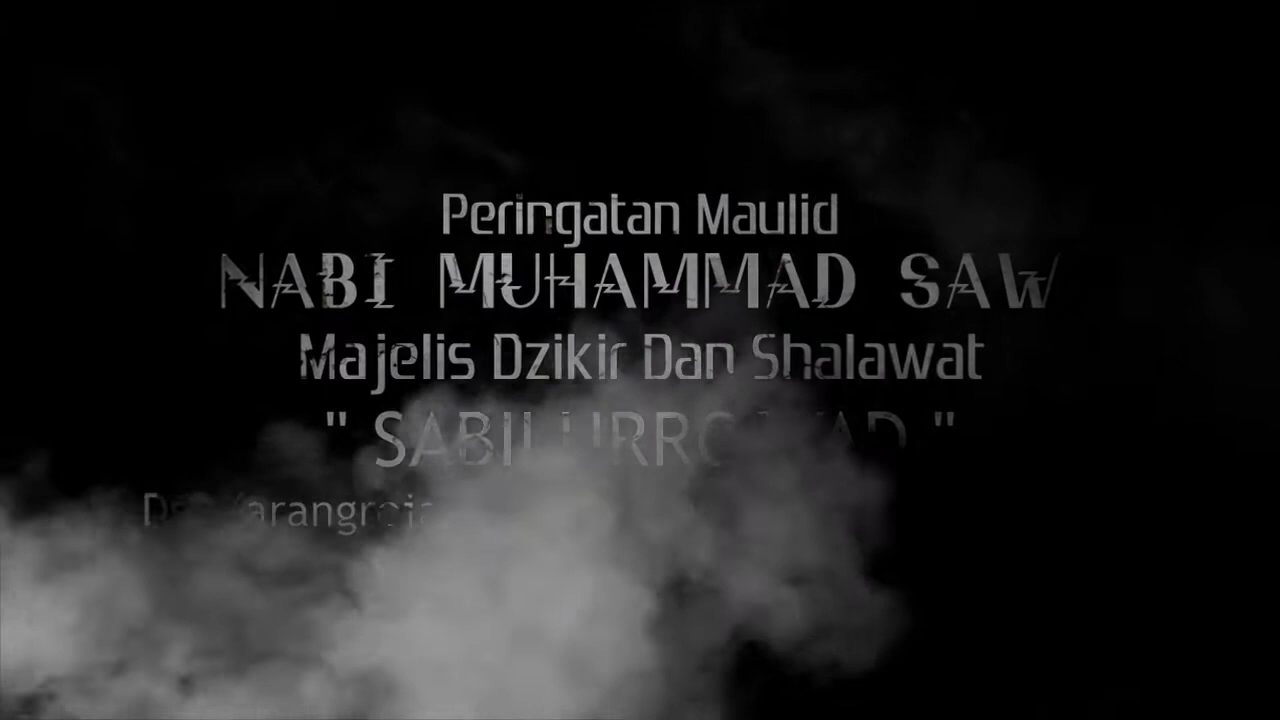 Peringatan Maulid
NABI MUHAMMAD SAW
Majelis Dzikir Dan Shalawat
" "